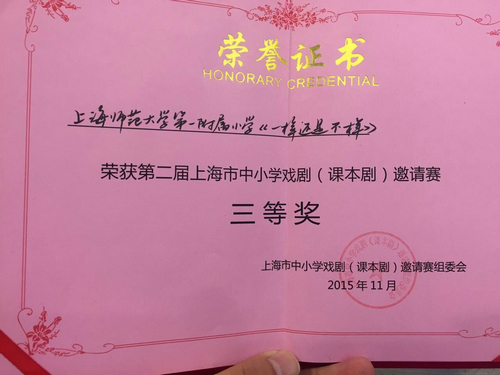 荣誉证书
HONORARY CREDENTIAL
上海师范大学第一附属小学《一样还是不样》
荣获第二届上海市中小学戏剧（课本剧）邀请赛
三等奖
上海市中小学戏剧（课本剧）邀请赛组委会
2015年11月